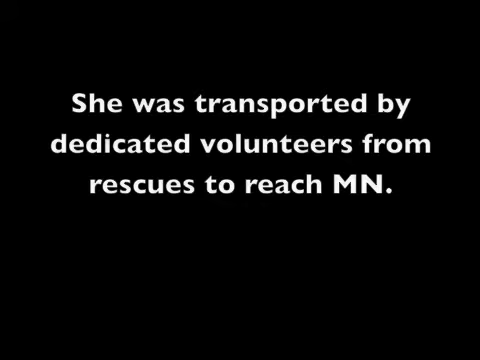 She was transported by
dedicated volunteers from
rescues to reach MN.